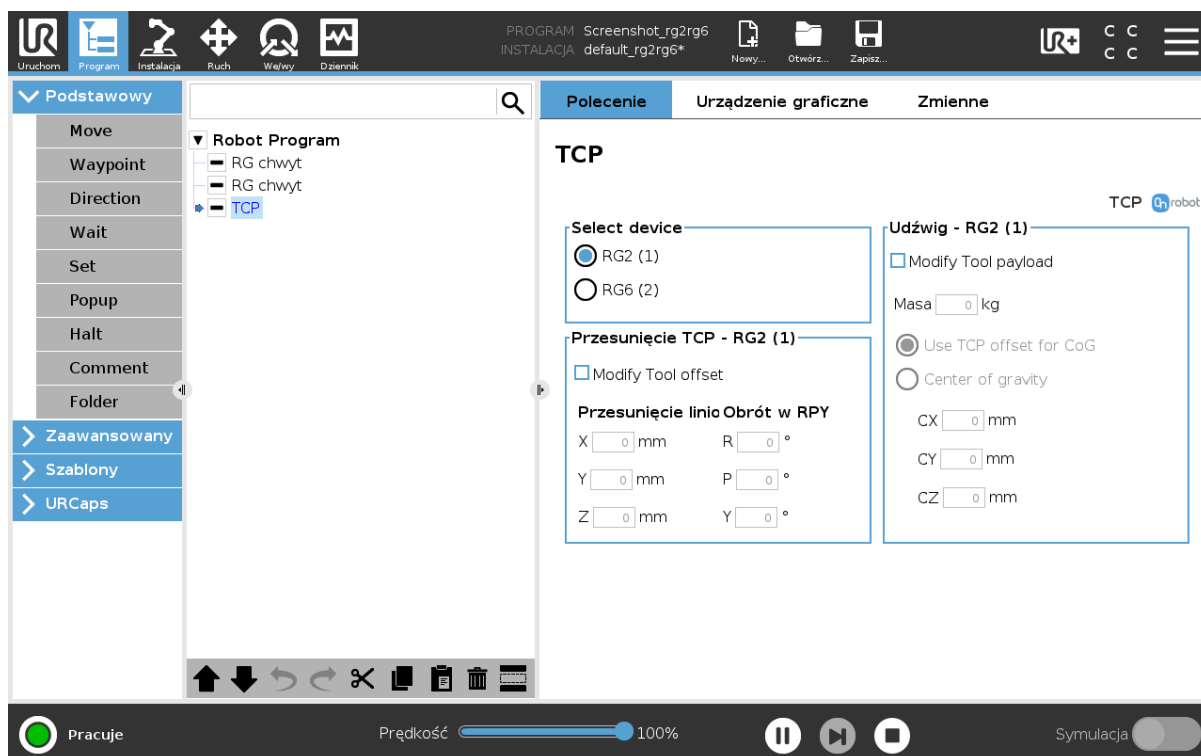 PROGRAM Screenshot_rg2rg6
INSTALACJA default_rg2rg6*
Uruchom Program Instalacja Ruch We/wy Dziennik Nowy... Otwórz... Zapisz...
UR+
C C
C C
Podstawowy
Move
Waypoint
Direction
Wait
Set
Popup
Halt
Comment
Folder
Zaawansowany
Szablony
URCaps
Robot Program
RG chwyt
RG chwyt
TCP
Polecenie Urządzenie graficzne Zmienne
TCP
TCP OnRobot
Select device
RG2 (1)
RG6 (2)
Przesunięcie TCP - RG2 (1)
Modify Tool offset
Przesunięcie linio Obrót w RPY
X 0 mm R 0 °
Y 0 mm P 0 °
Z 0 mm Y 0 °
Udźwig - RG2 (1)
Modify Tool payload
Masa 0 kg
Use TCP offset for CoG
Center of gravity
CX 0 mm
CY 0 mm
CZ 0 mm
Pracuje
Prędkość 100%
Symulacja